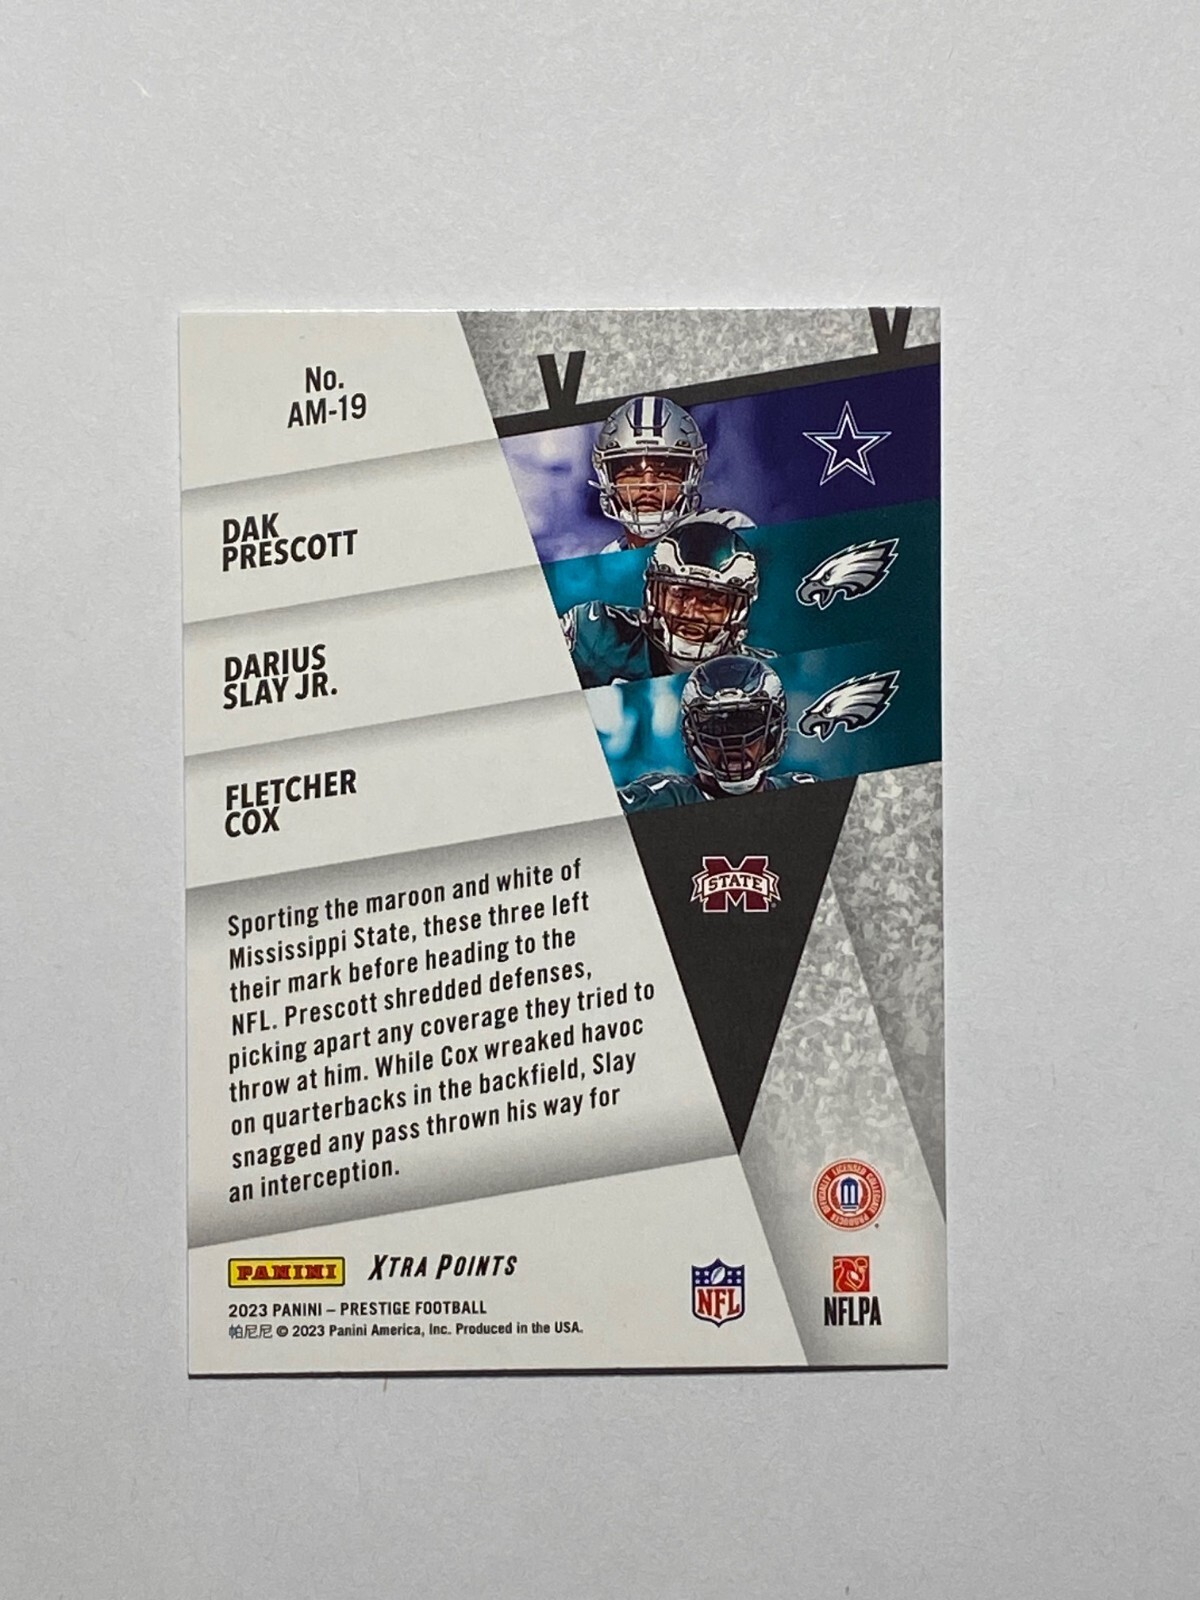 No.
AM-19
DAK
PRESCOTT
DARIUS
SLAY JR.
FLETCHER
COX
STATE
Sporting the maroon and white of
Mississippi State, these three left
their mark before heading to the
NFL. Prescott shredded defenses,
picking apart any coverage they tried to
throw at him. While Cox wreaked havoc
on quarterbacks in the backfield, Slay
snagged any pass thrown his way for
an interception.
OFFICIALLY LICENSED COLLEGIATE PRODUCTS
PANINI XTRA POINTS
NFL
NFLPA
2023 PANINI – PRESTIGE FOOTBALL
帕尼尼 © 2023 Panini America, Inc. Produced in the USA.